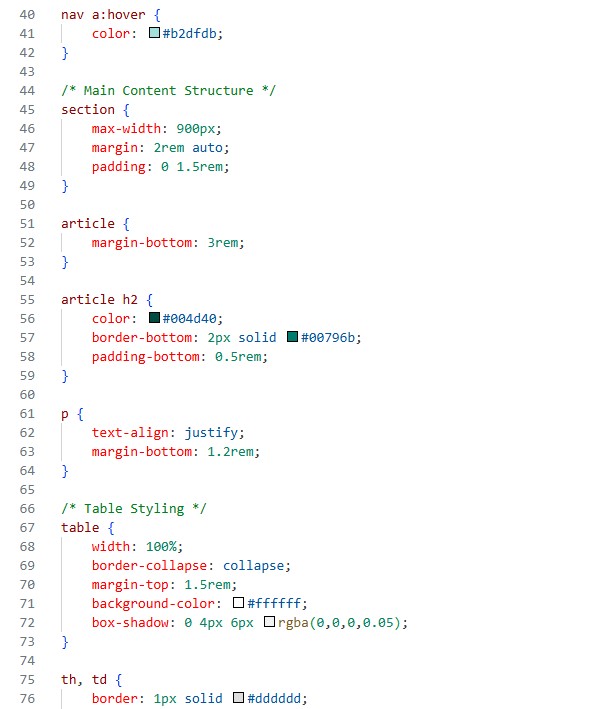 40 nav a:hover {
41     color: #b2dfdb;
42 }
43
44 /* Main Content Structure */
45 section {
46     max-width: 900px;
47     margin: 2rem auto;
48     padding: 0 1.5rem;
49 }
50
51 article {
52     margin-bottom: 3rem;
53 }
54
55 article h2 {
56     color: #004d40;
57     border-bottom: 2px solid #00796b;
58     padding-bottom: 0.5rem;
59 }
60
61 p {
62     text-align: justify;
63     margin-bottom: 1.2rem;
64 }
65
66 /* Table Styling */
67 table {
68     width: 100%;
69     border-collapse: collapse;
70     margin-top: 1.5rem;
71     background-color: #ffffff;
72     box-shadow: 0 4px 6px rgba(0,0,0,0.05);
73 }
74
75 th, td {
76     border: 1px solid #dddddd;